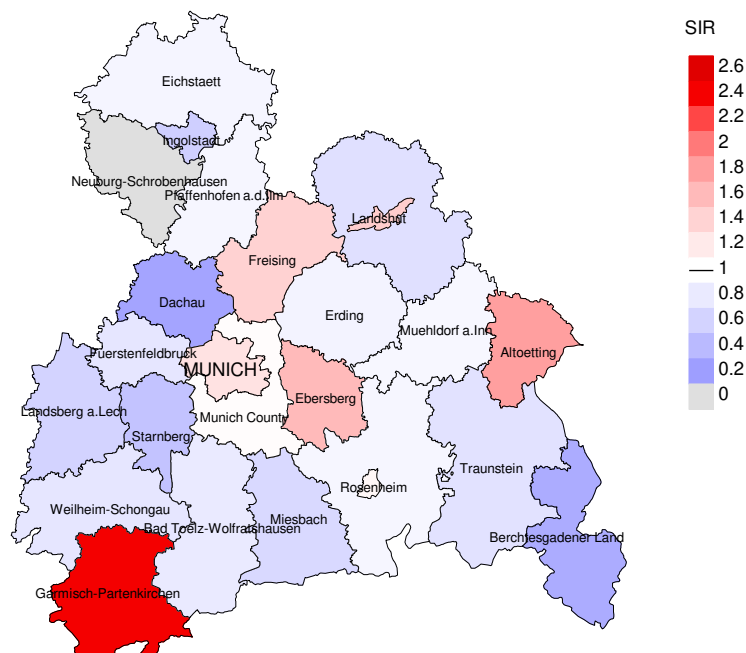 SIR
2.6
2.4
2.2
2
1.8
1.6
1.4
1.2
1
0.8
0.6
0.4
0.2
0
Eichstaett
Ingolstadt
Neuburg-Schrobenhausen
Pfaffenhofen a.d.Ilm
Landshut
Freising
Dachau
Erding
Muehldorf a.Inn
Altoetting
Fuerstenfeldbruck
MUNICH
Ebersberg
Landsberg a.Lech
Munich County
Starnberg
Traunstein
Rosenheim
Weilheim-Schongau
Miesbach
Bad Toelz-Wolfratshausen
Berchtesgadener Land
Garmisch-Partenkirchen